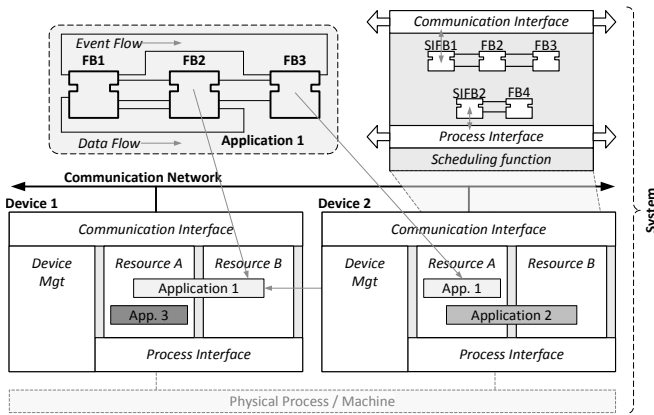 Event Flow
FB1 FB2 FB3
Data Flow
Application 1
Communication Interface
SIFB1 FB2 FB3
SIFB2 FB4
Process Interface
Scheduling function
Communication Network
Device 1
Communication Interface
Device
Mgt
Resource A Resource B
Application 1
App. 3
Process Interface
Device 2
Communication Interface
Device
Mgt
Resource A Resource B
App. 1
Application 2
Process Interface
Physical Process / Machine
System